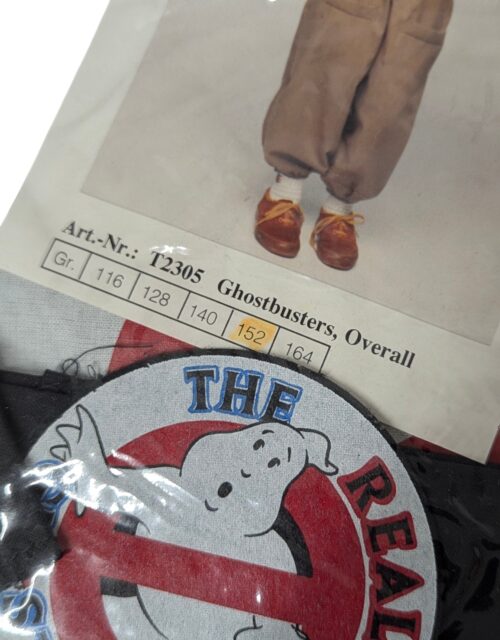 Art.-Nr.: T2305 Ghostbusters, Overall
Gr. 116 128 140 152 164
THE
REAL